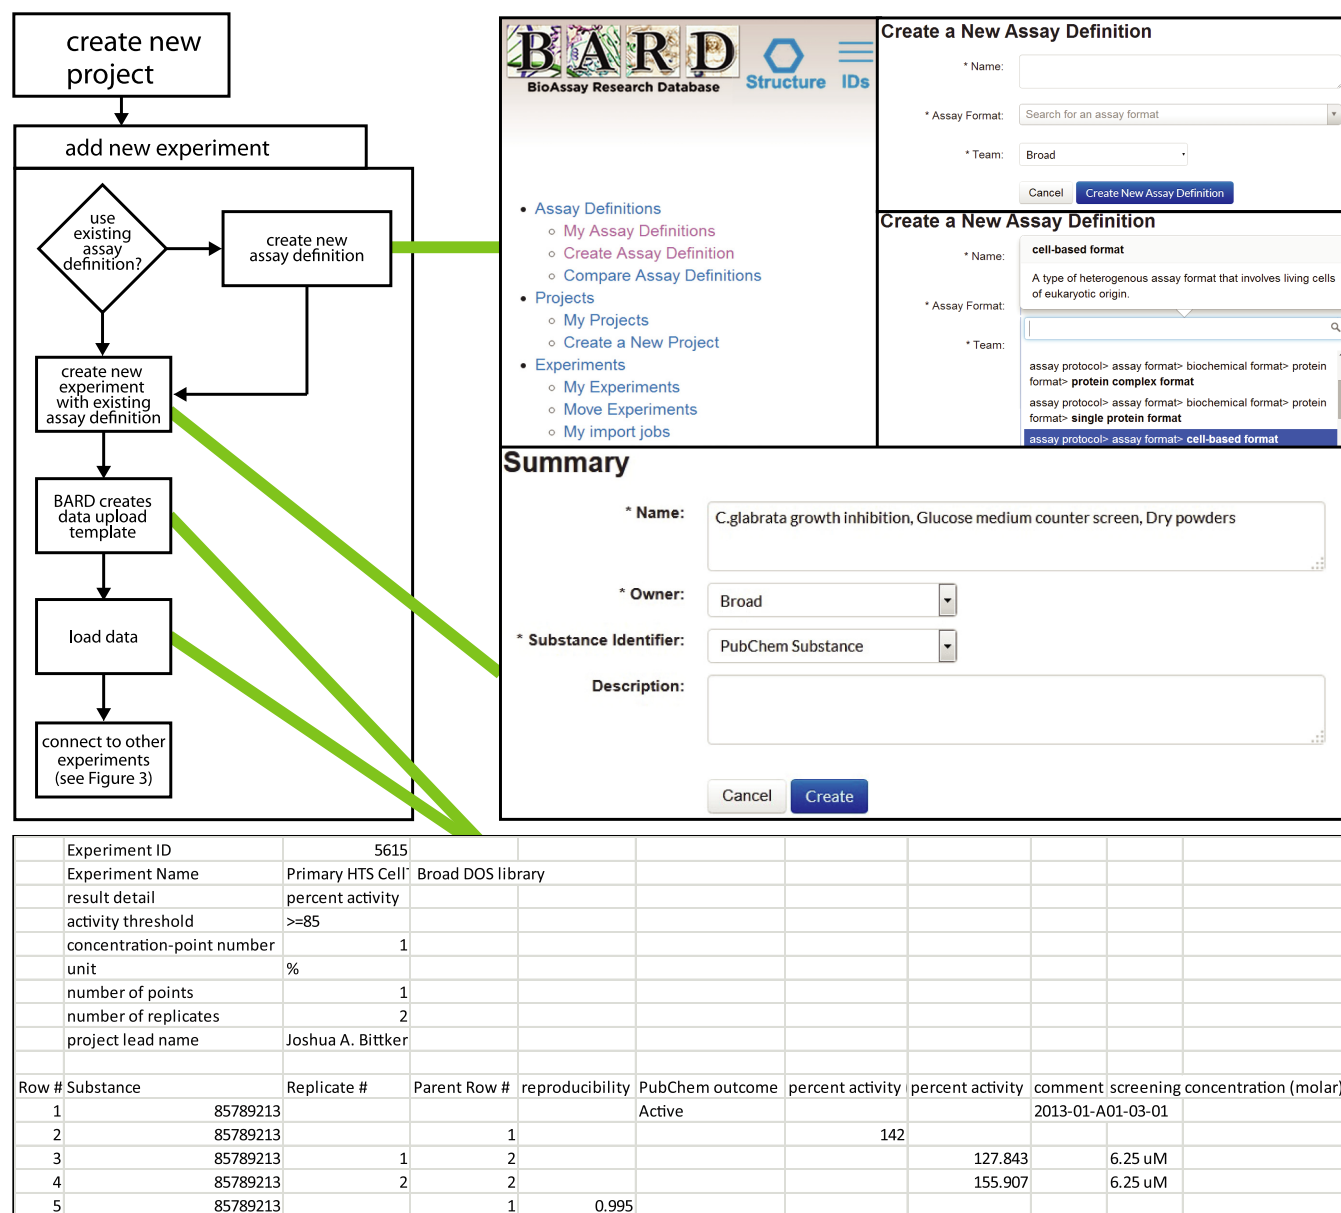 create new
project
add new experiment
use
existing
assay
definition?
create new
assay definition
create new
experiment
with existing
assay definition
BARD creates
data upload
template
load data
connect to other
experiments
(see Figure 3)
BARD
BioAssay Research Database
Structure
IDs
Assay Definitions
My Assay Definitions
Create Assay Definition
Compare Assay Definitions
Projects
My Projects
Create a New Project
Experiments
My Experiments
Move Experiments
My import jobs
Create a New Assay Definition
* Name:
* Assay Format: Search for an assay format
* Team: Broad
Cancel Create New Assay Definition
Create a New Assay Definition
* Name:
cell-based format
A type of heterogenous assay format that involves living cells
of eukaryotic origin.
* Assay Format:
* Team:
assay protocol> assay format> biochemical format> protein
format> protein complex format
assay protocol> assay format> biochemical format> protein
format> single protein format
assay protocol> assay format> cell-based format
Summary
* Name: C.glabrata growth inhibition, Glucose medium counter screen, Dry powders
* Owner: Broad
* Substance Identifier: PubChem Substance
Description:
Cancel Create
Experiment ID 5615
Experiment Name Primary HTS Cell Broad DOS library
result detail percent activity
activity threshold >=85
concentration-point number 1
unit %
number of points 1
number of replicates 2
project lead name Joshua A. Bittker
Row # Substance Replicate # Parent Row # reproducibility PubChem outcome percent activity percent activity comment screening concentration (molar)
1 85789213 Active 2013-01-A01-03-01
2 85789213 1 142
3 85789213 1 2 127.843 6.25 uM
4 85789213 2 2 155.907 6.25 uM
5 85789213 1 0.995